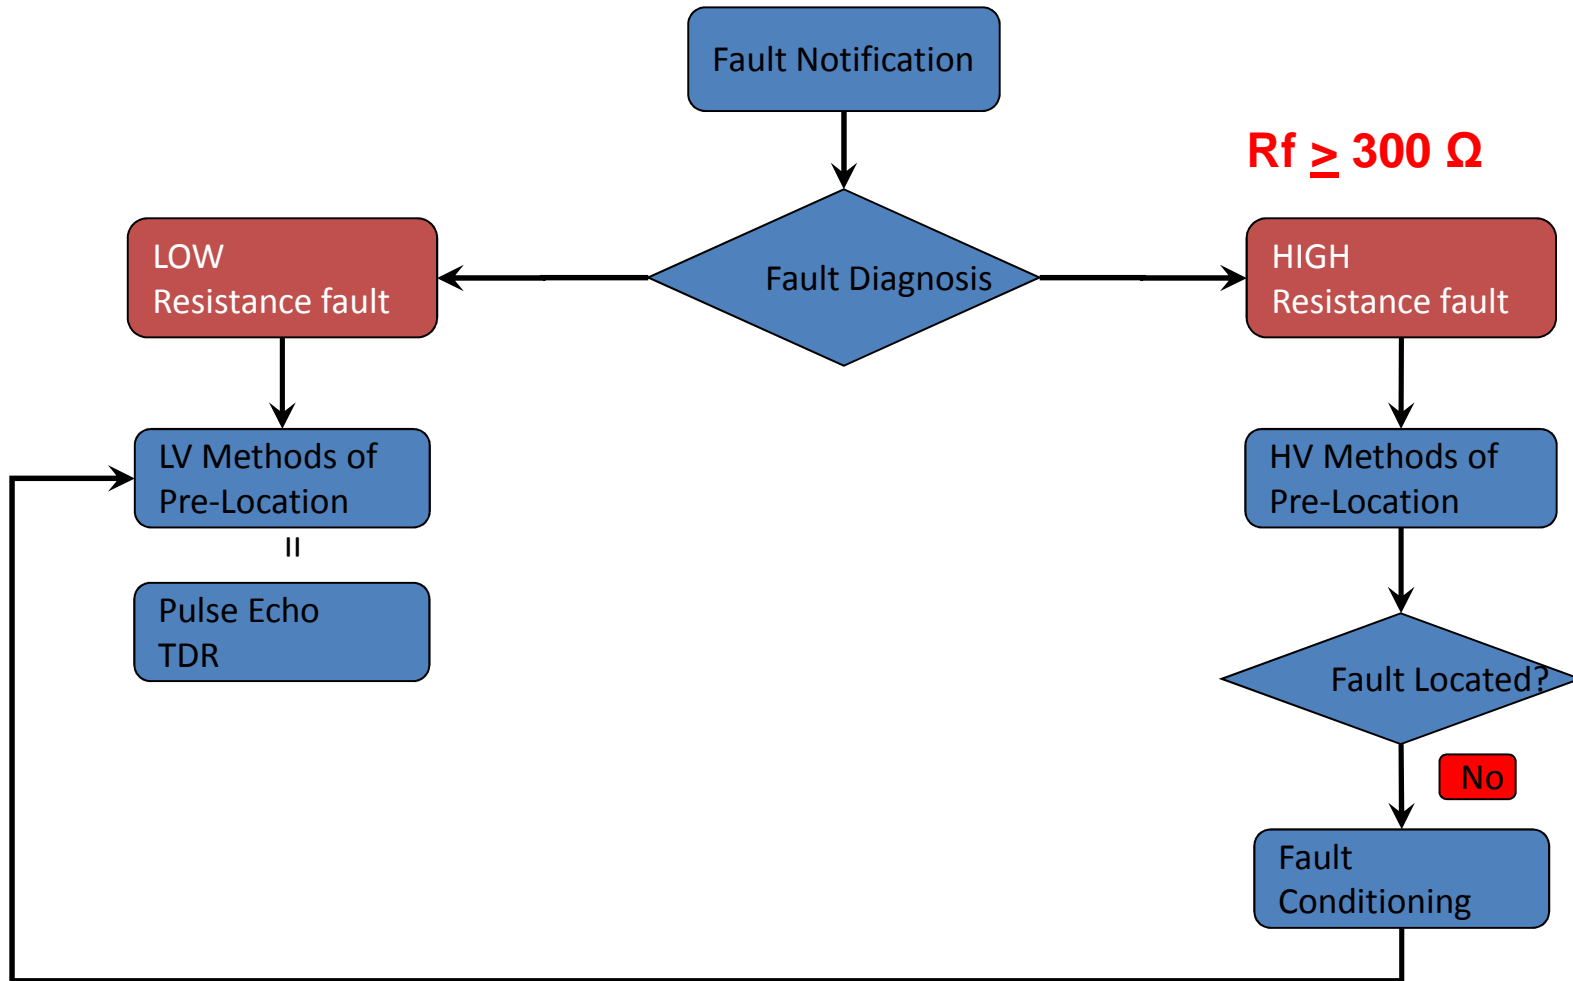 Fault Notification
Rf ≥ 300 Ω
LOW
Resistance fault
Fault Diagnosis
HIGH
Resistance fault
LV Methods of
Pre-Location
HV Methods of
Pre-Location
=
Pulse Echo
TDR
Fault Located?
No
Fault
Conditioning